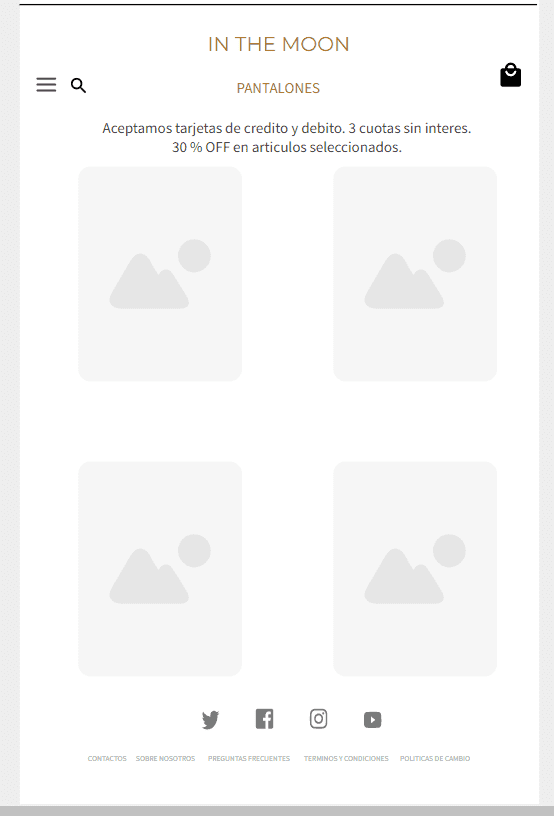 IN THE MOON
PANTALONES
Aceptamos tarjetas de credito y debito. 3 cuotas sin interes.
30 % OFF en articulos seleccionados.
CONTACTOS SOBRE NOSOTROS PREGUNTAS FRECUENTES TERMINOS Y CONDICIONES POLITICAS DE CAMBIO